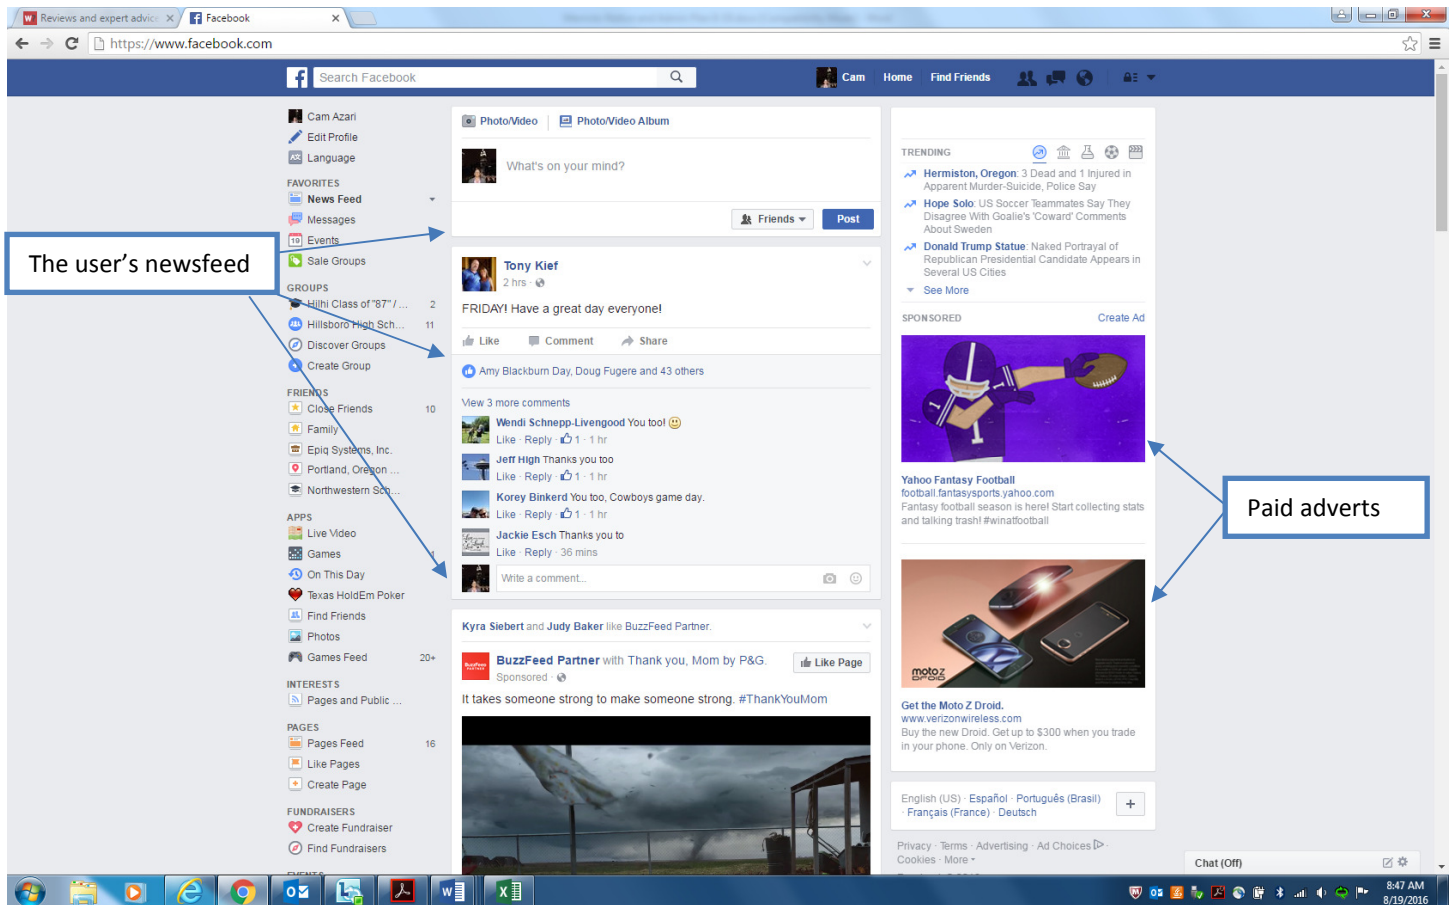 Reviews and expert advice
Facebook
https://www.facebook.com
Search Facebook
Cam
Home
Find Friends
Cam Azari
Edit Profile
Language
FAVORITES
News Feed
Messages
Events
Sale Groups
GROUPS
Hilhi Class of "87" / ... 2
Hillsboro High Sch... 11
Discover Groups
Create Group
FRIENDS
Close Friends 10
Family
Epiq Systems, Inc.
Portland, Oregon ...
Northwestern Sch...
APPS
Live Video
Games 1
On This Day
Texas HoldEm Poker
Find Friends
Photos
Games Feed 20+
INTERESTS
Pages and Public ...
PAGES
Pages Feed 16
Like Pages
Create Page
FUNDRAISERS
Create Fundraiser
Find Fundraisers
EVENTS
The user's newsfeed
Photo/Video
Photo/Video Album
What's on your mind?
Friends
Post
Tony Kief
2 hrs ·
FRIDAY! Have a great day everyone!
Like Comment Share
Amy Blackburn Day, Doug Fugere and 43 others
View 3 more comments
Wendi Schnepp-Livengood You too!
Like · Reply · 1 · 1 hr
Jeff High Thanks you too
Like · Reply · 1 · 1 hr
Korey Binkerd You too, Cowboys game day.
Like · Reply · 1 · 1 hr
Jackie Esch Thanks you to
Like · Reply · 36 mins
Write a comment...
Kyra Siebert and Judy Baker like BuzzFeed Partner.
BuzzFeed Partner with Thank you, Mom by P&G.
Like Page
Sponsored ·
It takes someone strong to make someone strong. #ThankYouMom
TRENDING
Hermiston, Oregon: 3 Dead and 1 Injured in
Apparent Murder-Suicide, Police Say
Hope Solo: US Soccer Teammates Say They
Disagree With Goalie's 'Coward' Comments
About Sweden
Donald Trump Statue: Naked Portrayal of
Republican Presidential Candidate Appears in
Several US Cities
See More
SPONSORED
Create Ad
Yahoo Fantasy Football
football.fantasysports.yahoo.com
Fantasy football season is here! Start collecting stats
and talking trash! #winatfootball
moto z
DROID
Get the Moto Z Droid.
www.verizonwireless.com
Buy the new Droid. Get up to $300 when you trade
in your phone. Only on Verizon.
Paid adverts
English (US) · Español · Português (Brasil)
· Français (France) · Deutsch
Privacy · Terms · Advertising · Ad Choices ·
Cookies · More
Chat (Off)
8:47 AM
8/19/2016